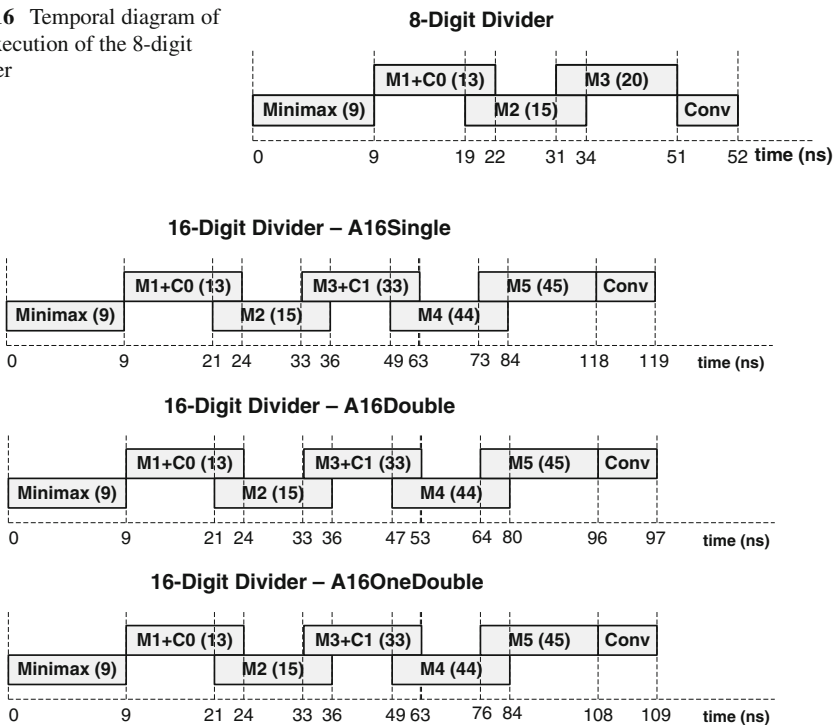 16 Temporal diagram of
execution of the 8-digit
8-Digit Divider
M1+C0 (13) M3 (20)
Minimax (9) M2 (15) Conv
0 9 19 22 31 34 51 52 time (ns)
16-Digit Divider – A16Single
M1+C0 (13) M3+C1 (33) M5 (45) Conv
Minimax (9) M2 (15) M4 (44)
0 9 21 24 33 36 49 63 73 84 118 119 time (ns)
16-Digit Divider – A16Double
M1+C0 (13) M3+C1 (33) M5 (45) Conv
Minimax (9) M2 (15) M4 (44)
0 9 21 24 33 36 47 53 64 80 96 97 time (ns)
16-Digit Divider – A16OneDouble
M1+C0 (13) M3+C1 (33) M5 (45) Conv
Minimax (9) M2 (15) M4 (44)
0 9 21 24 33 36 49 63 76 84 108 109 time (ns)